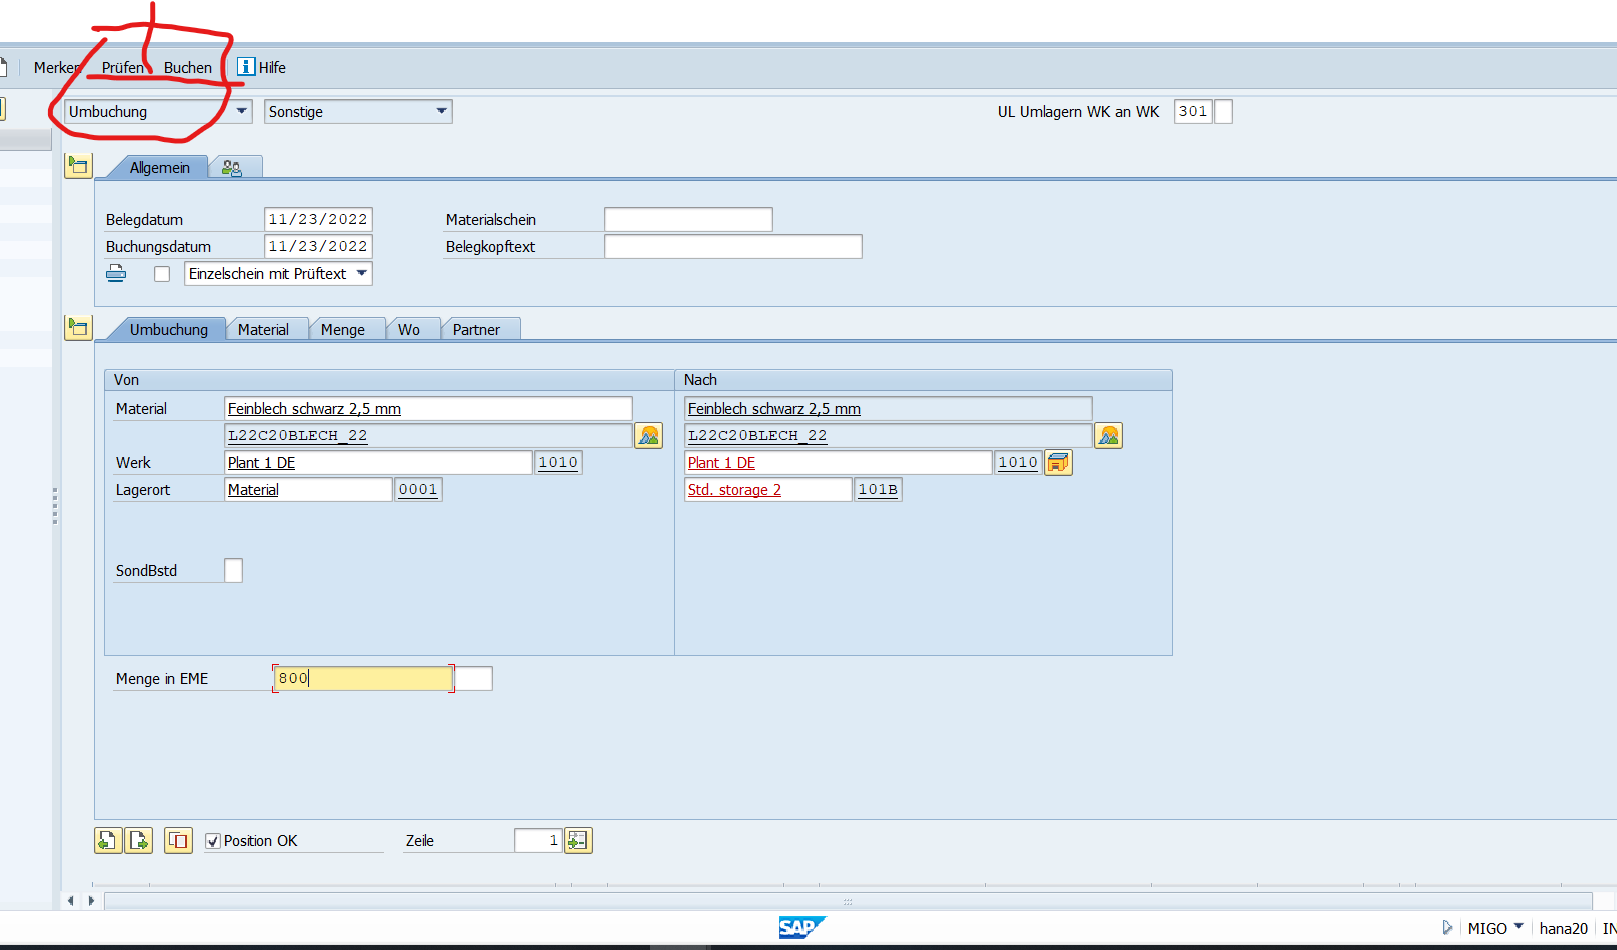 Merken Prüfen Buchen Hilfe
Umbuchung Sonstige UL Umlagern WK an WK 301
Allgemein
Belegdatum 11/23/2022 Materialschein
Buchungsdatum 11/23/2022 Belegkopftext
Einzelschein mit Prüftext
Umbuchung Material Menge Wo Partner
Von Nach
Material Feinblech schwarz 2,5 mm Feinblech schwarz 2,5 mm
L22C20BLECH_22 L22C20BLECH_22
Werk Plant 1 DE 1010 Plant 1 DE 1010
Lagerort Material 0001 Std. storage 2 101B
SondBstd
Menge in EME 800
Position OK Zeile 1
SAP MIGO hana20 IN